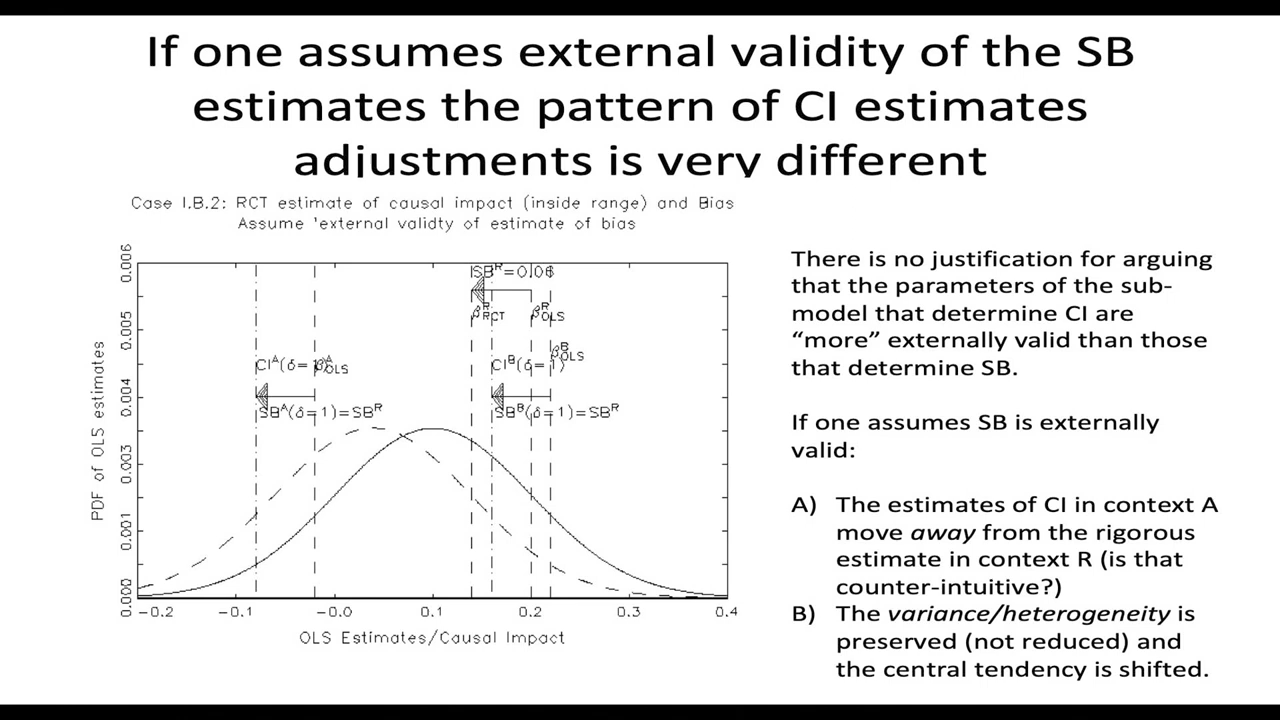 If one assumes external validity of the SB
estimates the pattern of CI estimates
adjustments is very different
Case I.B.2: RCT estimate of causal impact (inside range) and Bias
Assume 'external validty of estimate of bias
PDF of OLS estimates
0.006
0.005
0.004
0.003
0.001
0.000
SB^R=0.06
β^R_RCT
β^R_OLS
β^B_OLS
CI^A(δ=1)
β^A_OLS
CI^B(δ=1)
SB^A(δ=1)=SB^R
SB^B(δ=1)=SB^R
-0.2
-0.1
-0.0
0.1
0.2
0.3
0.4
OLS Estimates/Causal Impact
There is no justification for arguing
that the parameters of the sub-
model that determine CI are
“more” externally valid than those
that determine SB.
If one assumes SB is externally
valid:
A) The estimates of CI in context A
move away from the rigorous
estimate in context R (is that
counter-intuitive?)
B) The variance/heterogeneity is
preserved (not reduced) and
the central tendency is shifted.